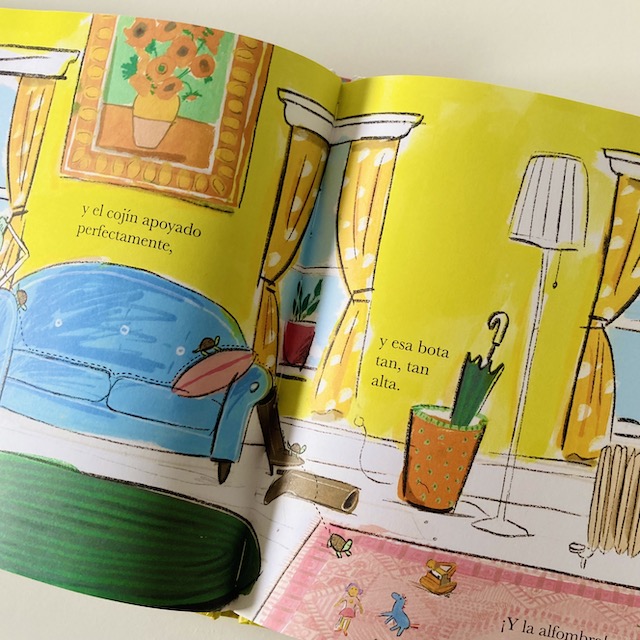 y el cojín apoyado
perfectamente,
y esa bota
tan, tan
alta.
¡Y la alfombra!